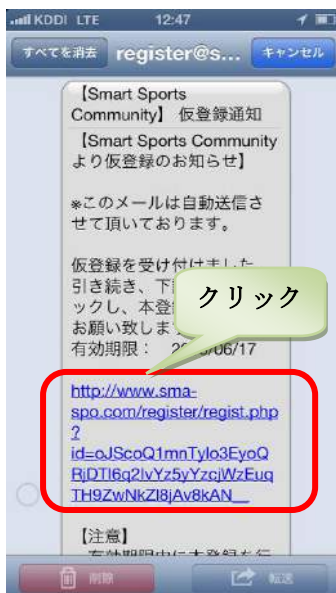 KDDI LTE 12:47
すべてを消去 register@s... キャンセル
【Smart Sports
Community】 仮登録通知
【Smart Sports Community
より仮登録のお知らせ】
※このメールは自動送信さ
せて頂いております。
仮登録を受け付けました
引き続き、下
ックし、本登
お願い致しま
有効期限:
/06/17
クリック
http://www.sma-
spo.com/register/regist.php
?
id=oJScoQ1mnTylo3EyoQ
RjDTl6q2lvYz5yYzcjWzEuq
TH9ZwNkZl8jAv8kAN__
【注意】
削除 転送